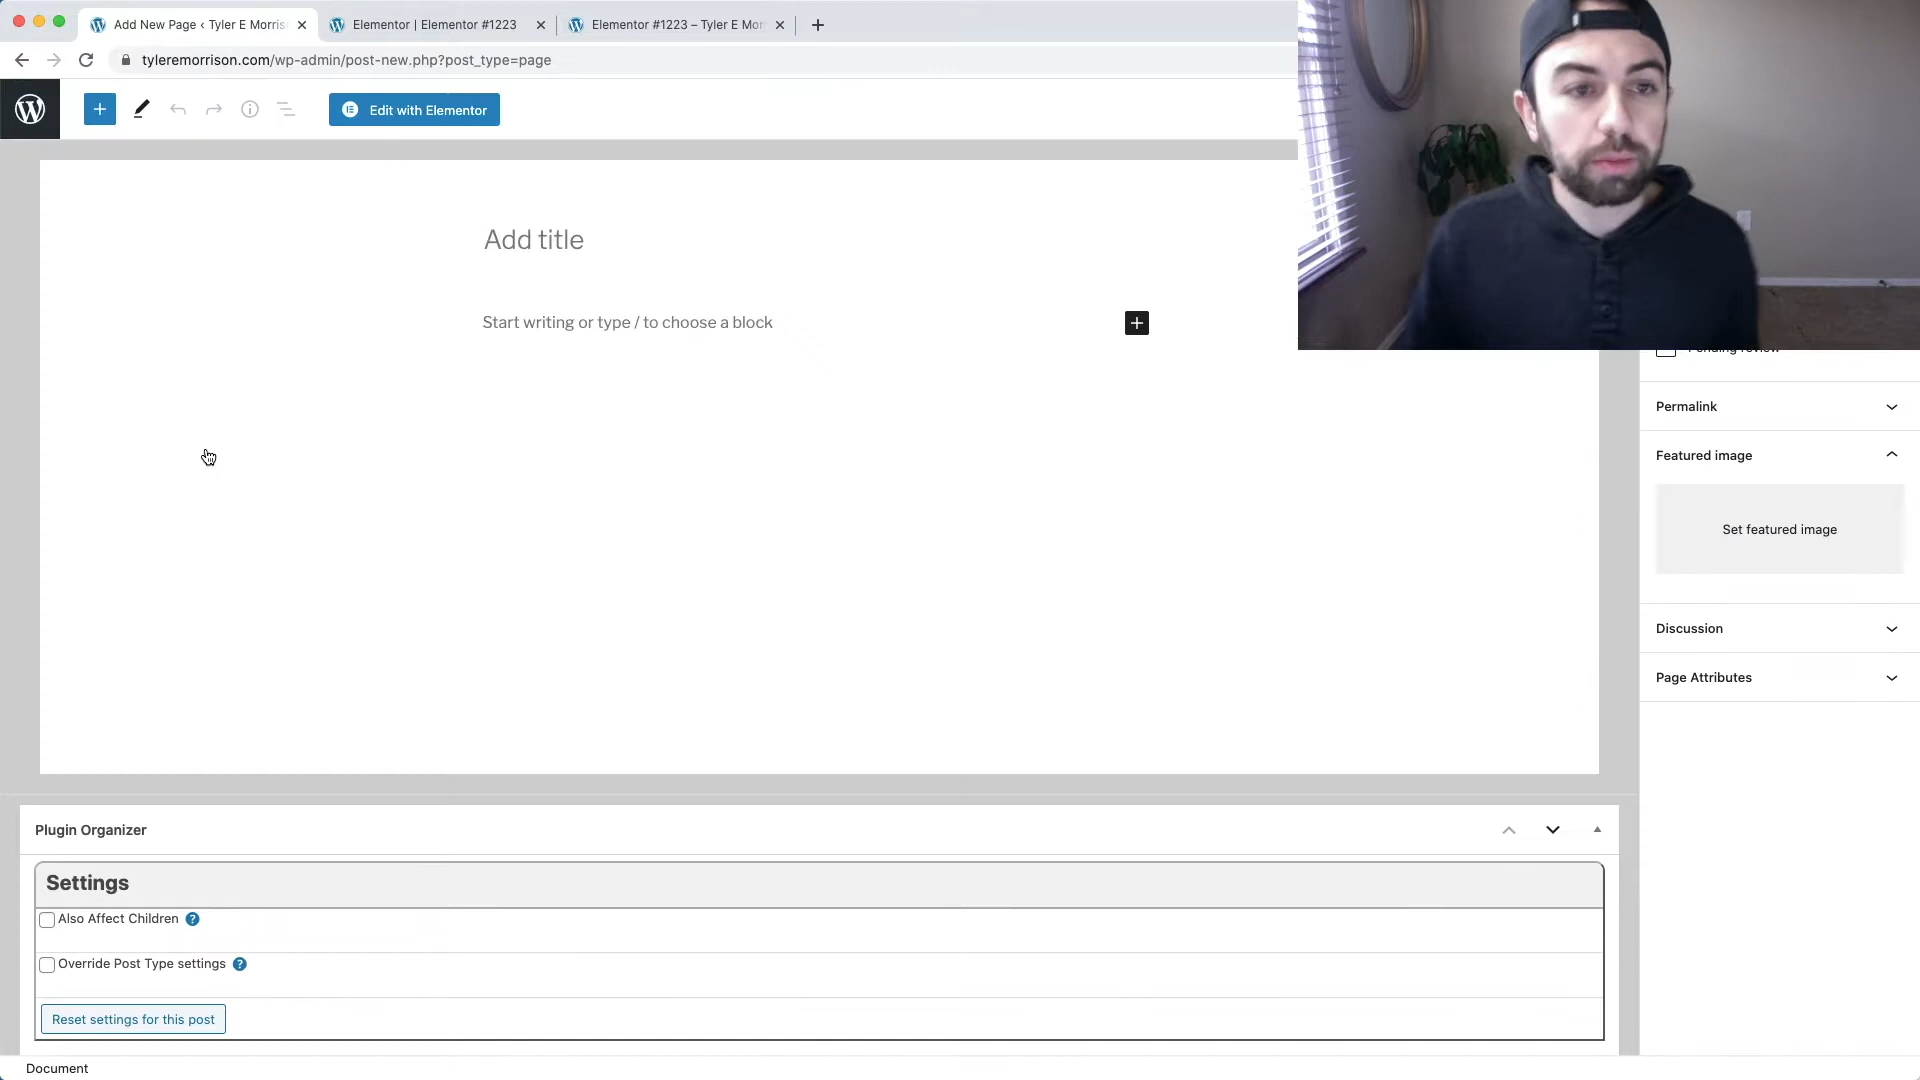 Add New Page ‹ Tyler E Morris
Elementor | Elementor #1223
Elementor #1223 – Tyler E Mor
tyleremorrison.com/wp-admin/post-new.php?post_type=page
Edit with Elementor
Add title
Start writing or type / to choose a block
Pending review
Permalink
Featured image
Set featured image
Discussion
Page Attributes
Plugin Organizer
Settings
Also Affect Children ?
Override Post Type settings ?
Reset settings for this post
Document